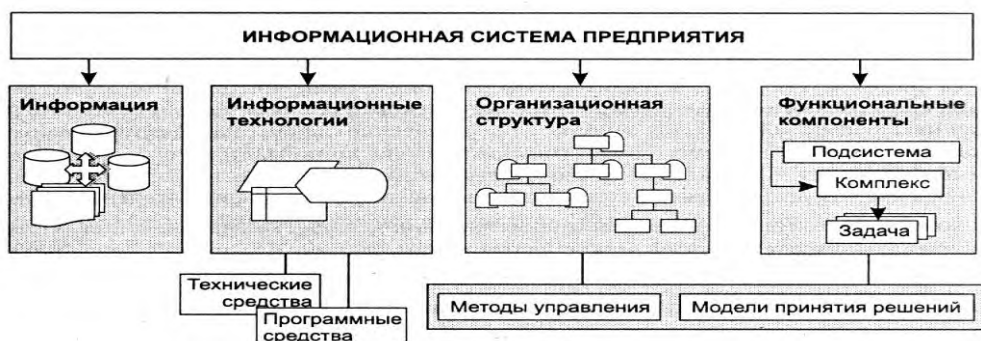 ИНФОРМАЦИОННАЯ СИСТЕМА ПРЕДПРИЯТИЯ
Информация
Информационные
технологии
Организационная
структура
Функциональные
компоненты
Подсистема
Комплекс
Задача
Технические
средства
Программные
средства
Методы управления
Модели принятия решений